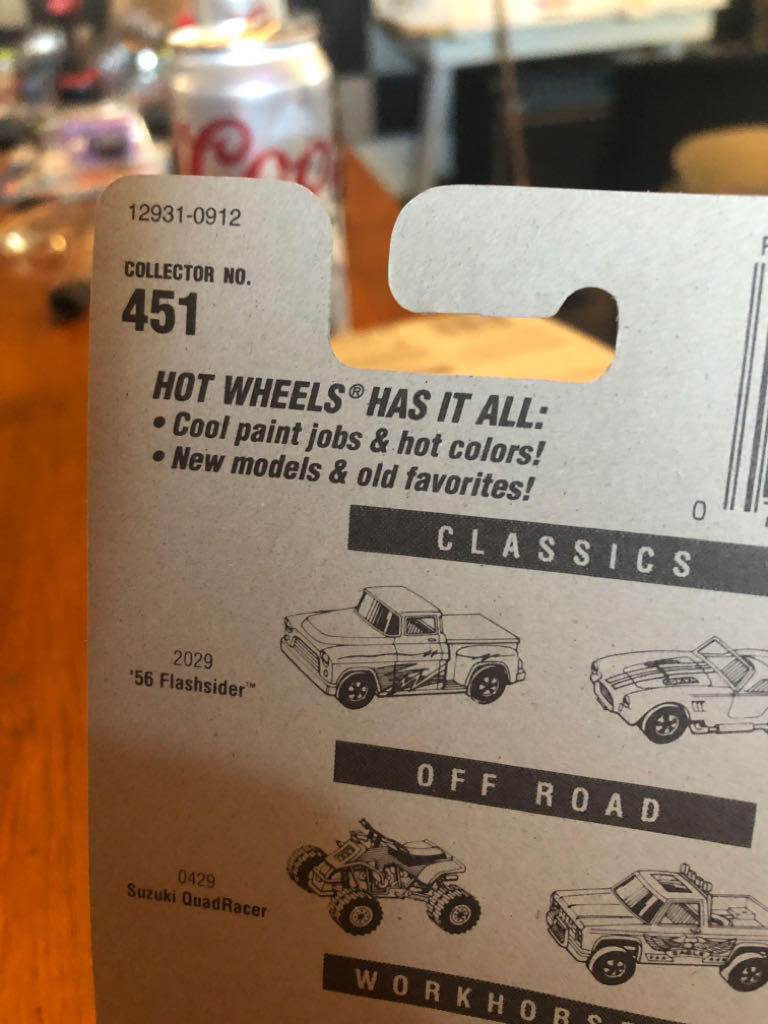 12931-0912
COLLECTOR NO.
451
HOT WHEELS® HAS IT ALL:
• Cool paint jobs & hot colors!
• New models & old favorites!
0
CLASSICS
2029
'56 Flashsider™
OFF ROAD
0429
Suzuki QuadRacer